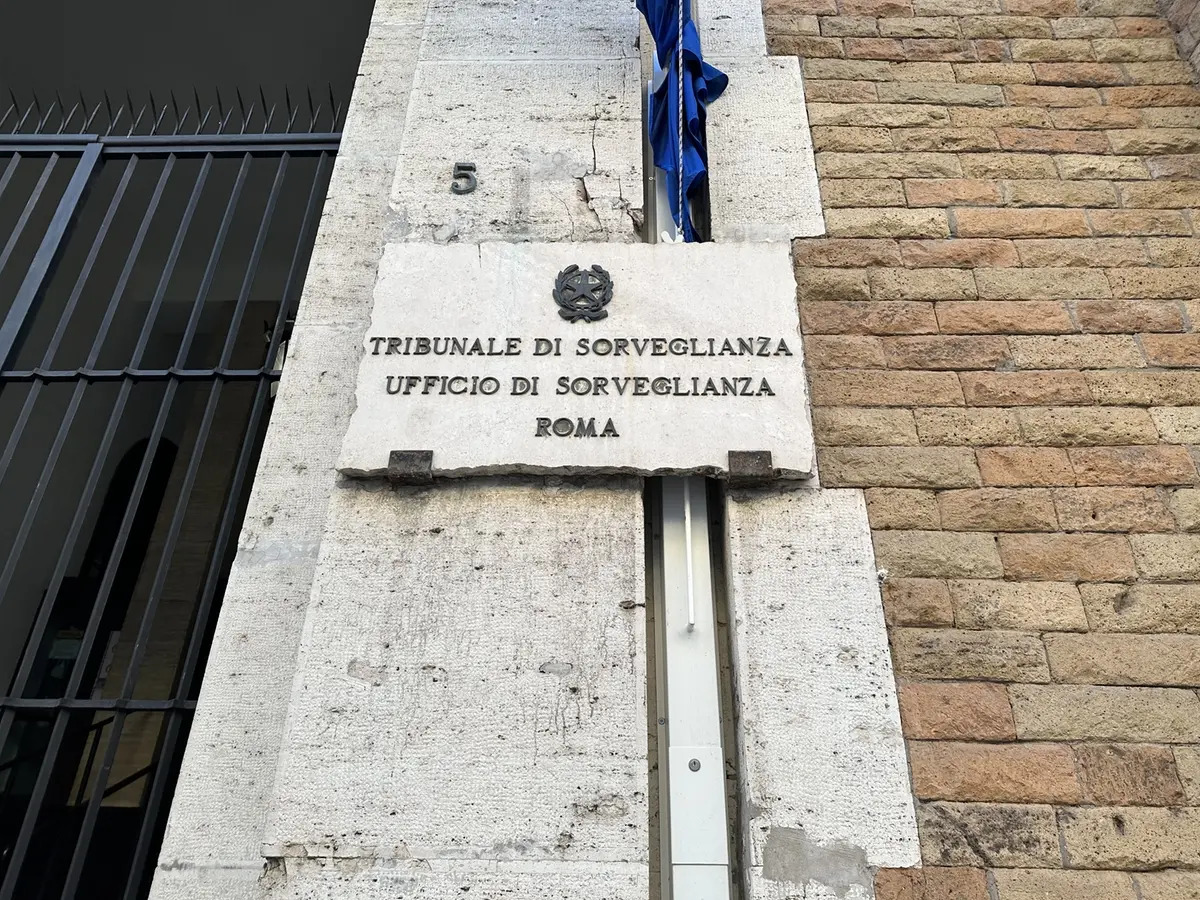 5
TRIBUNALE DI SORVEGLIANZA
UFFICIO DI SORVEGLIANZA
ROMA